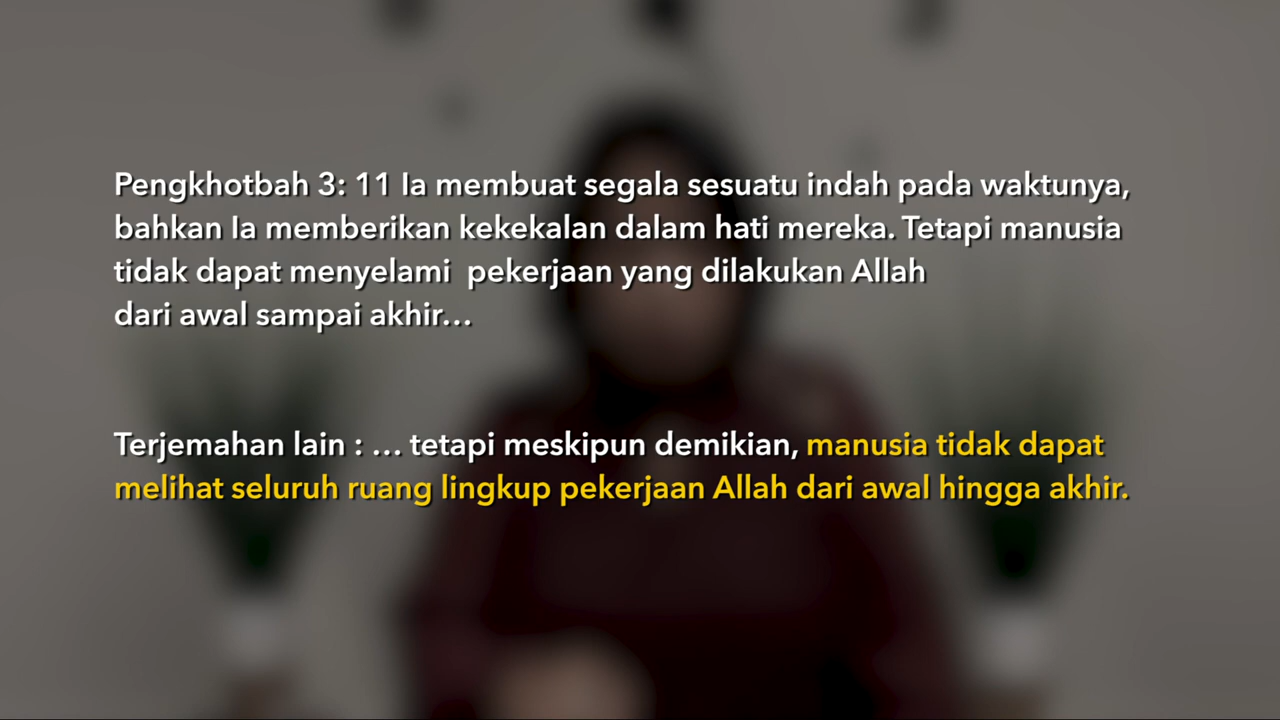 Pengkhotbah 3: 11 Ia membuat segala sesuatu indah pada waktunya,
bahkan Ia memberikan kekekalan dalam hati mereka. Tetapi manusia
tidak dapat menyelami  pekerjaan yang dilakukan Allah
dari awal sampai akhir...
Terjemahan lain : ... tetapi meskipun demikian, manusia tidak dapat
melihat seluruh ruang lingkup pekerjaan Allah dari awal hingga akhir.